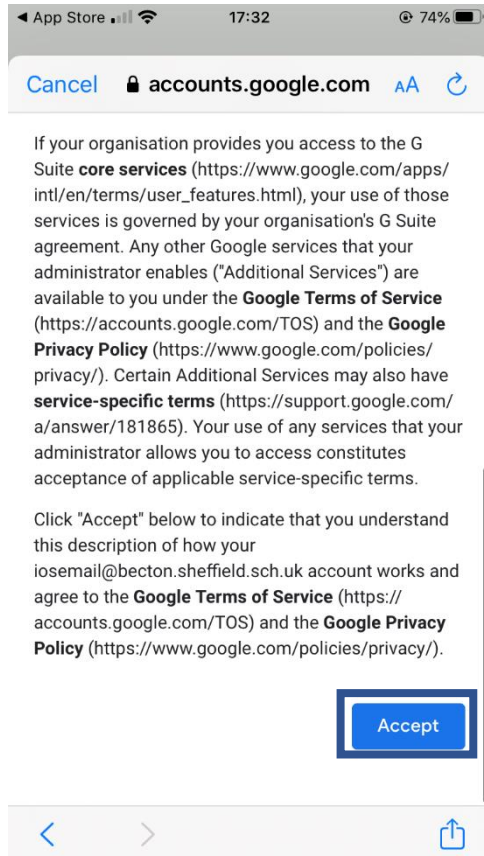 App Store 17:32 74%
Cancel accounts.google.com AA
If your organisation provides you access to the G
Suite core services (https://www.google.com/apps/
intl/en/terms/user_features.html), your use of those
services is governed by your organisation's G Suite
agreement. Any other Google services that your
administrator enables ("Additional Services") are
available to you under the Google Terms of Service
(https://accounts.google.com/TOS) and the Google
Privacy Policy (https://www.google.com/policies/
privacy/). Certain Additional Services may also have
service-specific terms (https://support.google.com/
a/answer/181865). Your use of any services that your
administrator allows you to access constitutes
acceptance of applicable service-specific terms.
Click "Accept" below to indicate that you understand
this description of how your
iosemail@becton.sheffield.sch.uk account works and
agree to the Google Terms of Service (https://
accounts.google.com/TOS) and the Google Privacy
Policy (https://www.google.com/policies/privacy/).
Accept